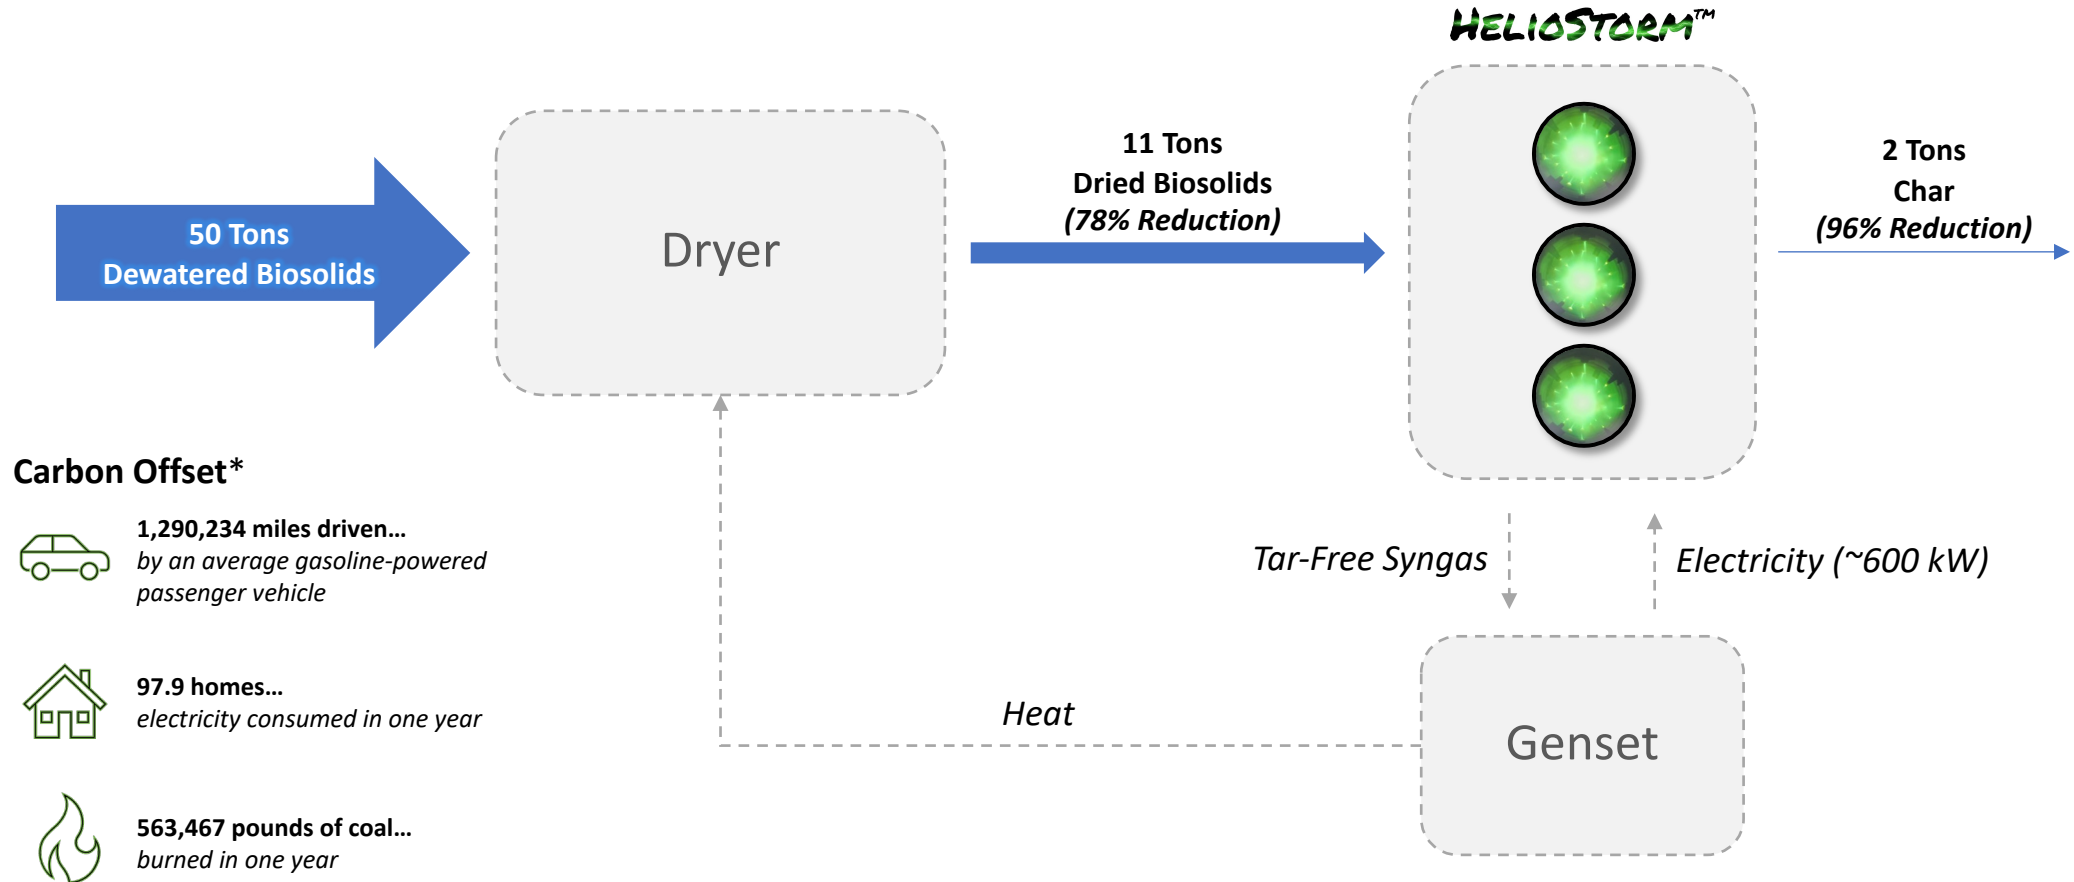 HELIOSTORM™
50 Tons
Dewatered Biosolids
Dryer
11 Tons
Dried Biosolids
(78% Reduction)
2 Tons
Char
(96% Reduction)
Carbon Offset*
1,290,234 miles driven...
by an average gasoline-powered
passenger vehicle
97.9 homes...
electricity consumed in one year
563,467 pounds of coal...
burned in one year
Tar-Free Syngas
Electricity (~600 kW)
Heat
Genset